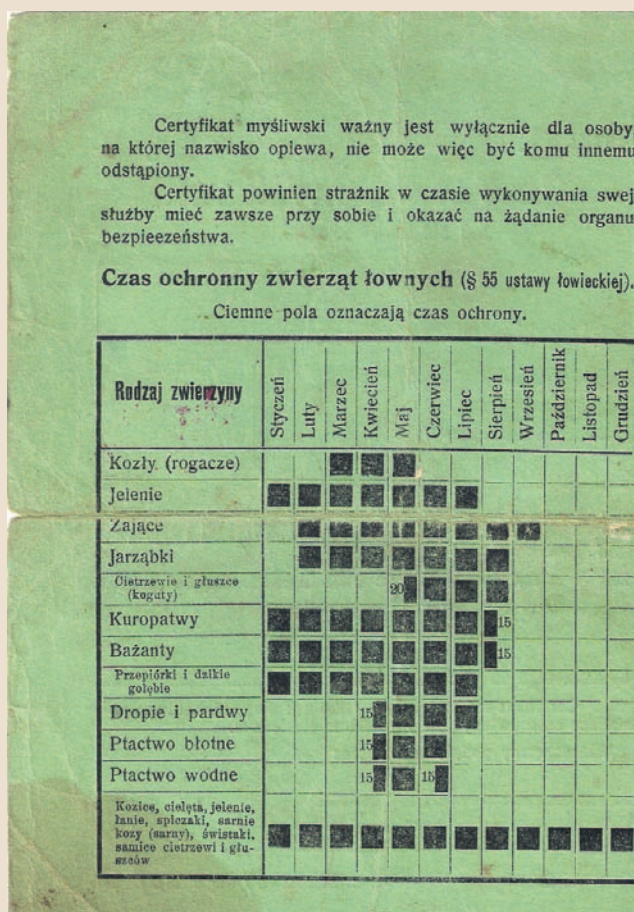 Certyfikat myśliwski ważny jest wyłącznie dla osoby
na której nazwisko opiewa, nie może więc być komu innemu
odstąpiony.
Certyfikat powinien strażnik w czasie wykonywania swej
służby mieć zawsze przy sobie i okazać na żądanie organu
bezpieezeństwa.
Czas ochronny zwierząt łownych (§ 55 ustawy łowieckiej).
Ciemne pola oznaczają czas ochrony.
Rodzaj zwierzyny Styczeń Luty Marzec Kwiecień Maj Czerwiec Lipiec Sierpień Wrzesień Październik Listopad Grudzień
Kozły (rogacze)
Jelenie
Zające
Jarząbki
Cietrzewie i głuszce
(koguty) 20
Kuropatwy 15
Bażanty 15
Przepiórki i dzikie
gołębie
Dropie i pardwy 15
Ptactwo błotne 15
Ptactwo wodne 15 15
Kozice, cielęta, jelenie,
łanie, spiczaki, sarnie
kozy (sarny), świstaki,
samice cietrzewi i głu-
szców